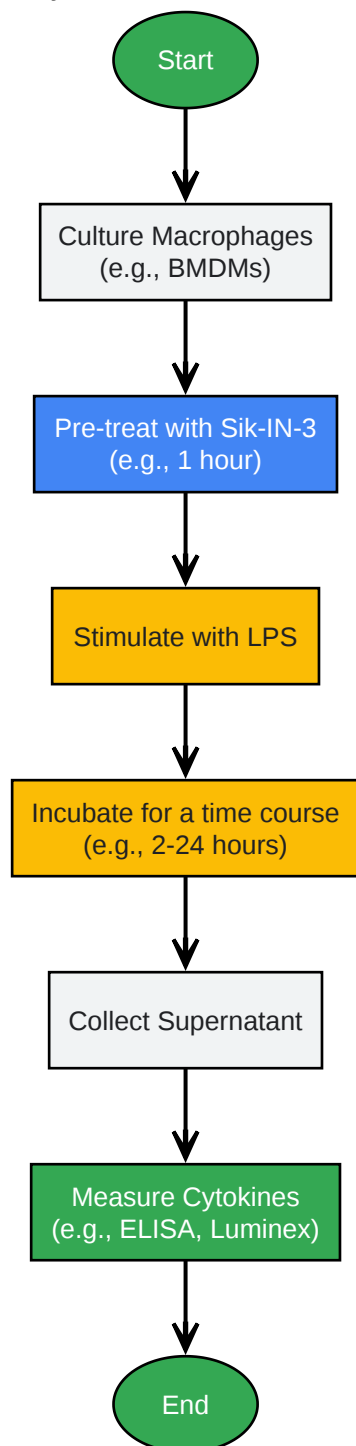 Start
Culture Macrophages
(e.g., BMDMs)
Pre-treat with Sik-IN-3
(e.g., 1 hour)
Stimulate with LPS
Incubate for a time course
(e.g., 2-24 hours)
Collect Supernatant
Measure Cytokines
(e.g., ELISA, Luminex)
End